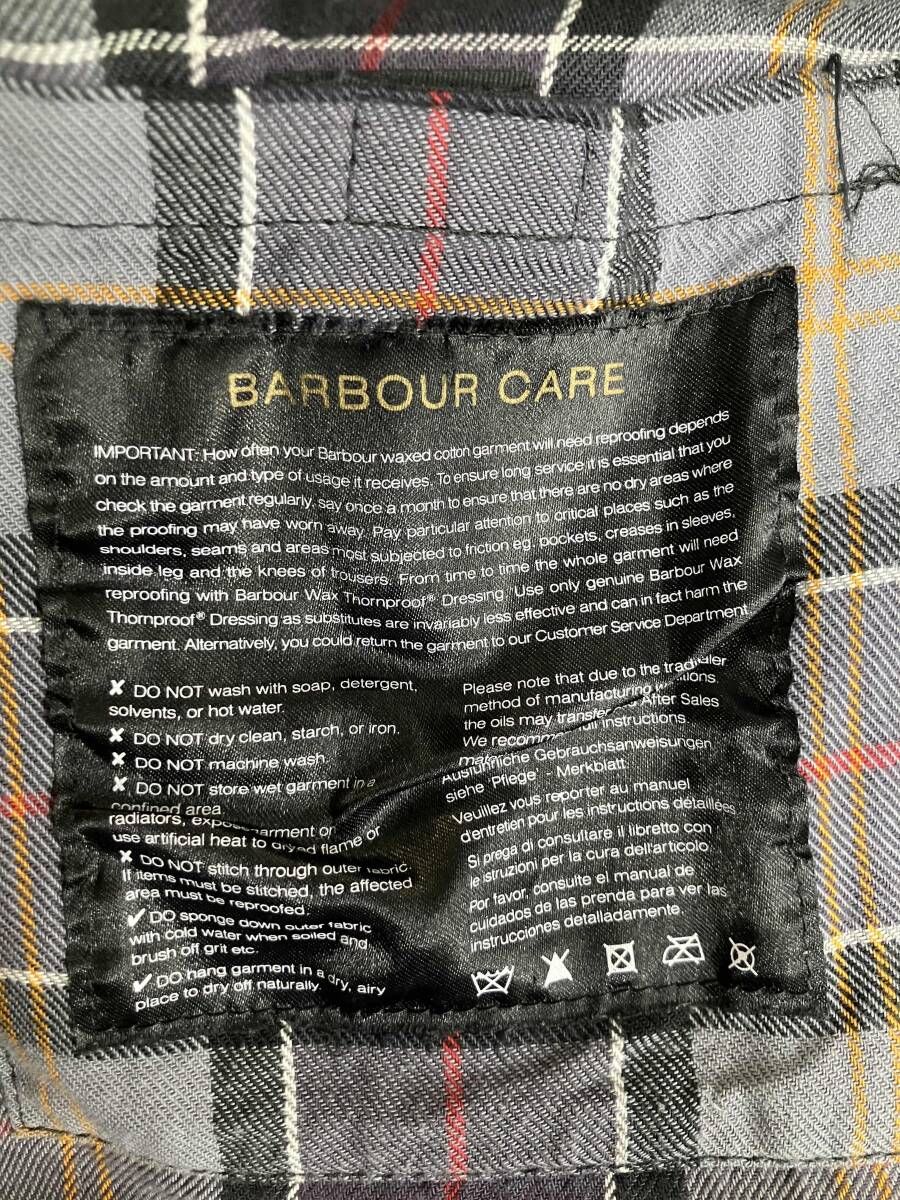 BARBOUR CARE
IMPORTANT: How often your Barbour waxed cotton garment will need reproofing depends
on the amount and type of usage it receives. To ensure long service it is essential that you
check the garment regularly, say once a month to ensure that there are no dry areas where
the proofing may have worn away. Pay particular attention to critical places such as the
shoulders, seams and areas most subjected to friction eg. pockets, creases in sleeves,
inside leg and the knees of trousers. From time to time the whole garment will need
reproofing with Barbour Wax Thornproof® Dressing. Use only genuine Barbour Wax
Thornproof® Dressing as substitutes are invariably less effective and can in fact harm the
garment. Alternatively, you could return the garment to our Customer Service Department
✘ DO NOT wash with soap, detergent,
solvents, or hot water.
✘ DO NOT dry clean, starch, or iron.
✘ DO NOT machine wash.
✘ DO NOT store wet garment in a
confined area
radiators, garment or
use artificial heat to flame or
✘ DO NOT stitch through outer fabric
If items must be stitched, the affected
area must be reproofed.
✔ DO sponge down outer fabric
with cold water when soiled and
brush off grit etc.
✔ DO hang garment in a dry, airy
place to dry off naturally.
Please note that due to the
method of manufacturing
the oils may transfer After Sales
We instructions.
Ausführliche Gebrauchsanweisungen
siehe "Pflege" - Merkblatt.
Veuillez vous reporter au manuel
d'entretien pour les instructions détaillées
Si prega di consultare il libretto con
le istruzioni per la cura dell'articolo
Por favor, consulte el manual de
cuidados de las prenda para ver las
instrucciones detalladamente.